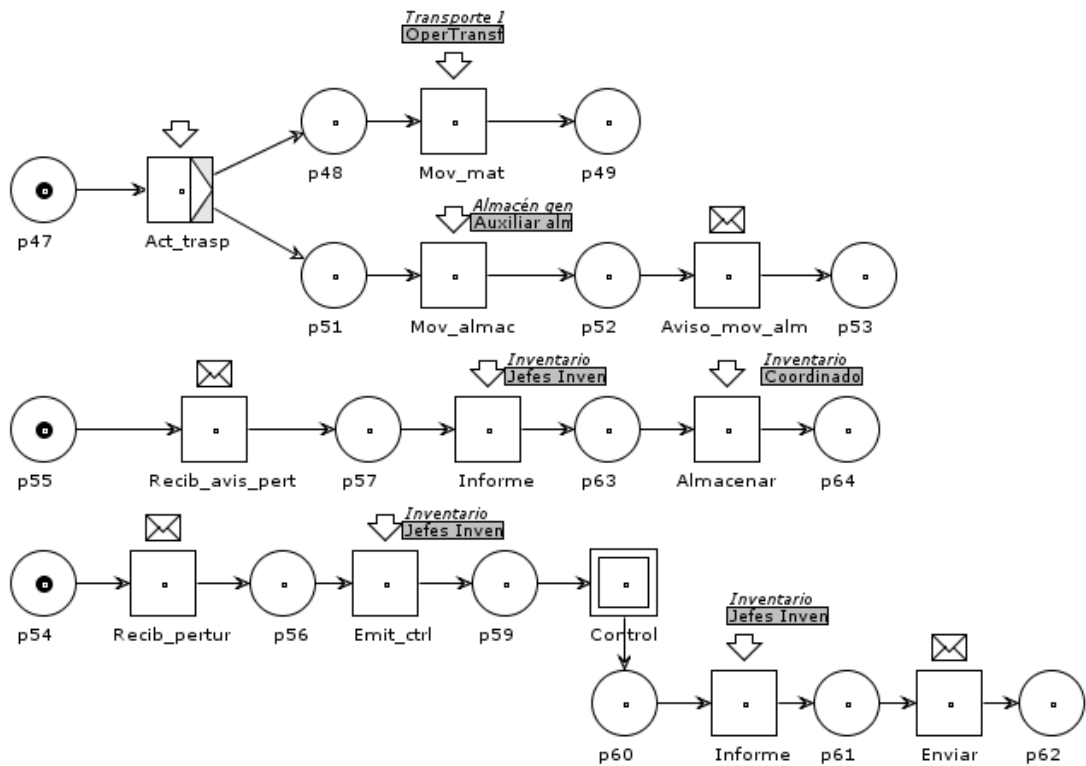 Transporte I
OperTransf
p48
Mov_mat
p49
p47
Act_trasp
Almacén gen
Auxiliar alm
p51
Mov_almac
p52
Aviso_mov_alm
p53
Inventario
Jefes Inven
Inventario
Coordinado
p55
Recib_avis_pert
p57
Informe
p63
Almacenar
p64
Inventario
Jefes Inven
p54
Recib_pertur
p56
Emit_ctrl
p59
Control
Inventario
Jefes Inven
p60
Informe
p61
Enviar
p62